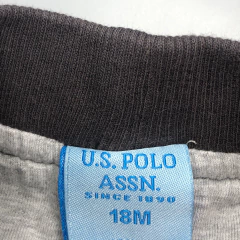 U.S. POLO
ASSN.
SINCE 1890
18M